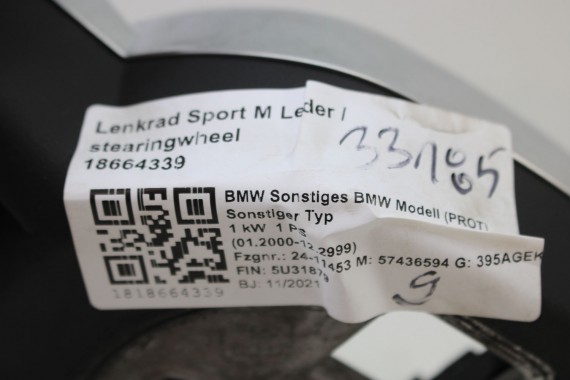 Lenkrad Sport M Leder /
stearingwheel
18664339
BMW Sonstiges BMW Modell (PROT)
Sonstiger Typ
1 kW 1 Ps
(01.2000-12.2999)
Fzgnr.: 24-11453 M: 57436594 G: 395AGEK
FIN: 5U3187
BJ: 11/2021
1818664339
9